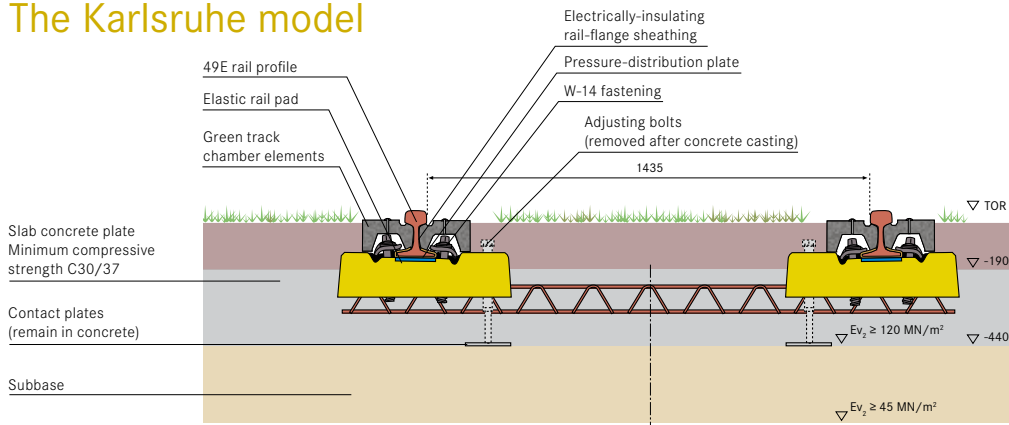 The Karlsruhe model
Electrically-insulating
rail-flange sheathing
49E rail profile
Pressure-distribution plate
Elastic rail pad
W-14 fastening
Green track
chamber elements
Adjusting bolts
(removed after concrete casting)
1435
TOR
Slab concrete plate
Minimum compressive
strength C30/37
-190
Contact plates
(remain in concrete)
Ev₂ ≥ 120 MN/m²
-440
Subbase
Ev₂ ≥ 45 MN/m²